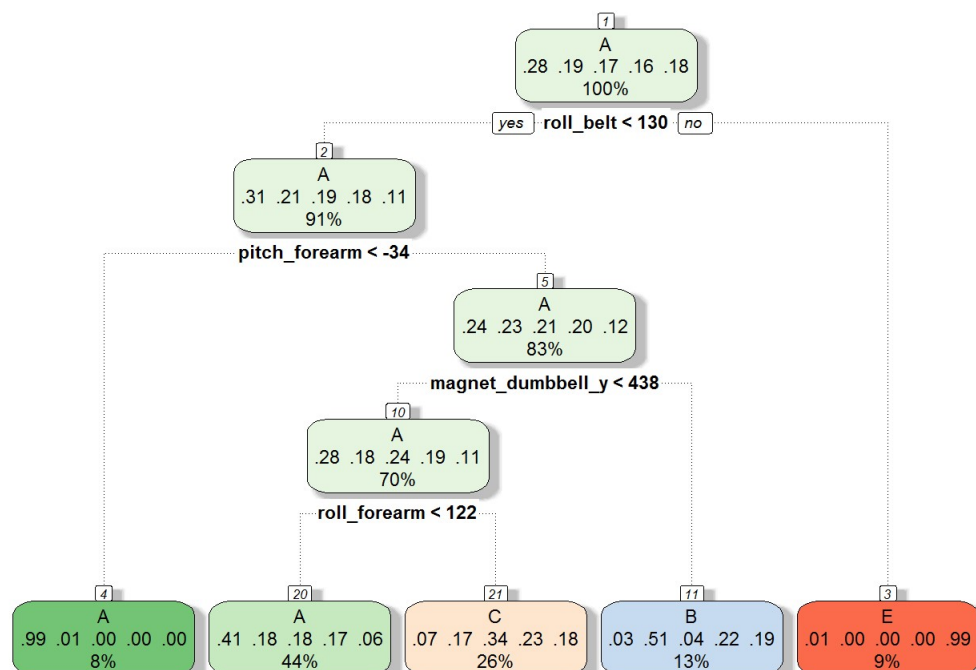 1
A
.28 .19 .17 .16 .18
100%
yes roll_belt < 130 no
2
A
.31 .21 .19 .18 .11
91%
pitch_forearm < -34
5
A
.24 .23 .21 .20 .12
83%
magnet_dumbbell_y < 438
10
A
.28 .18 .24 .19 .11
70%
roll_forearm < 122
4
A
.99 .01 .00 .00 .00
8%
20
A
.41 .18 .18 .17 .06
44%
21
C
.07 .17 .34 .23 .18
26%
11
B
.03 .51 .04 .22 .19
13%
3
E
.01 .00 .00 .00 .99
9%